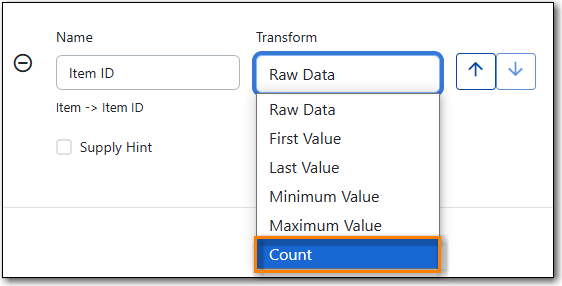 Name
Transform
Item ID
Raw Data
Item -> Item ID
Supply Hint
Raw Data
First Value
Last Value
Minimum Value
Maximum Value
Count